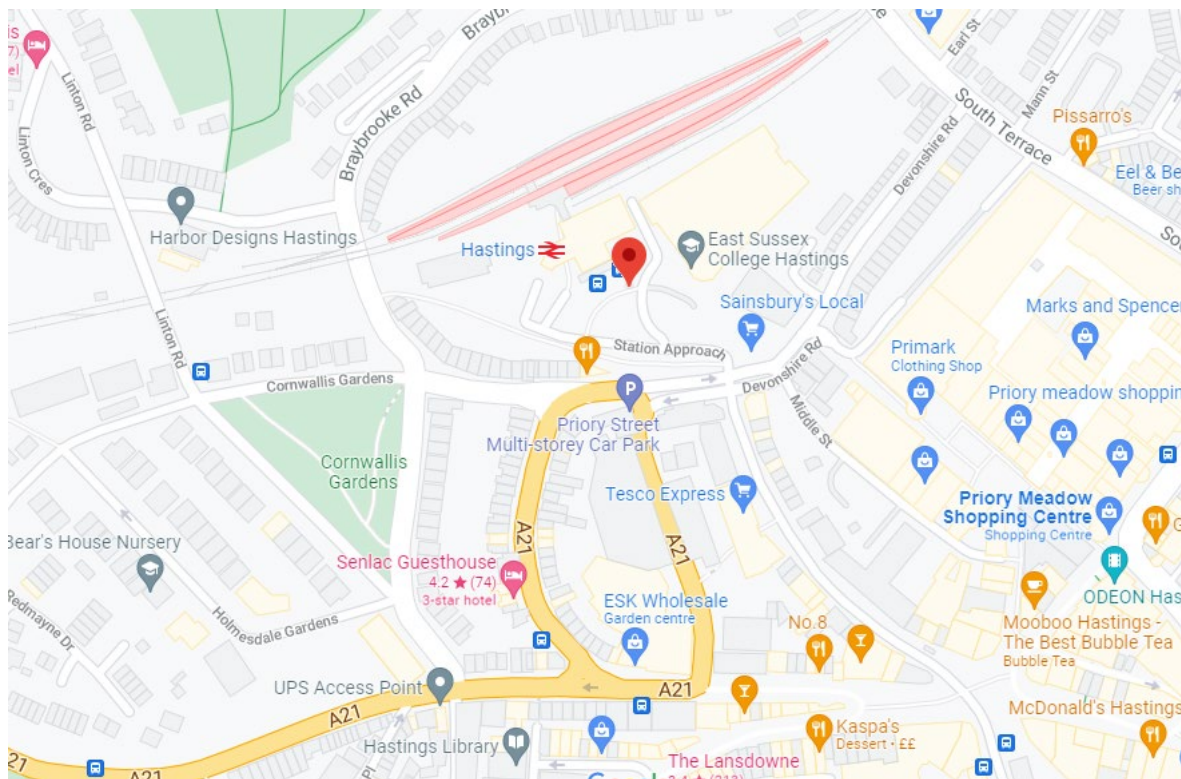 Braybr
Earl St
Mann St
Linton Rd
Linton Cres
Braybrooke Rd
South Terrace
Devonshire Rd
Pissarro's
Eel & Be
Beer sh
Harbor Designs Hastings
Hastings
East Sussex
College Hastings
Sainsbury's Local
Marks and Spencer
Station Approach
Primark
Clothing Shop
Linton Rd
Cornwallis Gardens
Devonshire Rd
Middle St
Priory meadow shoppin
P
Priory Street
Multi-storey Car Park
Cornwallis
Gardens
Tesco Express
Priory Meadow
Shopping Centre
Shopping Centre
A21
A21
Bear's House Nursery
Senlac Guesthouse
4.2 ★ (74)
3-star hotel
ESK Wholesale
Garden centre
ODEON Has
Redmayne Dr
Holmesdale Gardens
No.8
Mooboo Hastings -
The Best Bubble Tea
Bubble Tea
UPS Access Point
A21
A21
McDonald's Hastings
Kaspa's
Dessert · ££
Hastings Library
The Lansdowne
21
A21